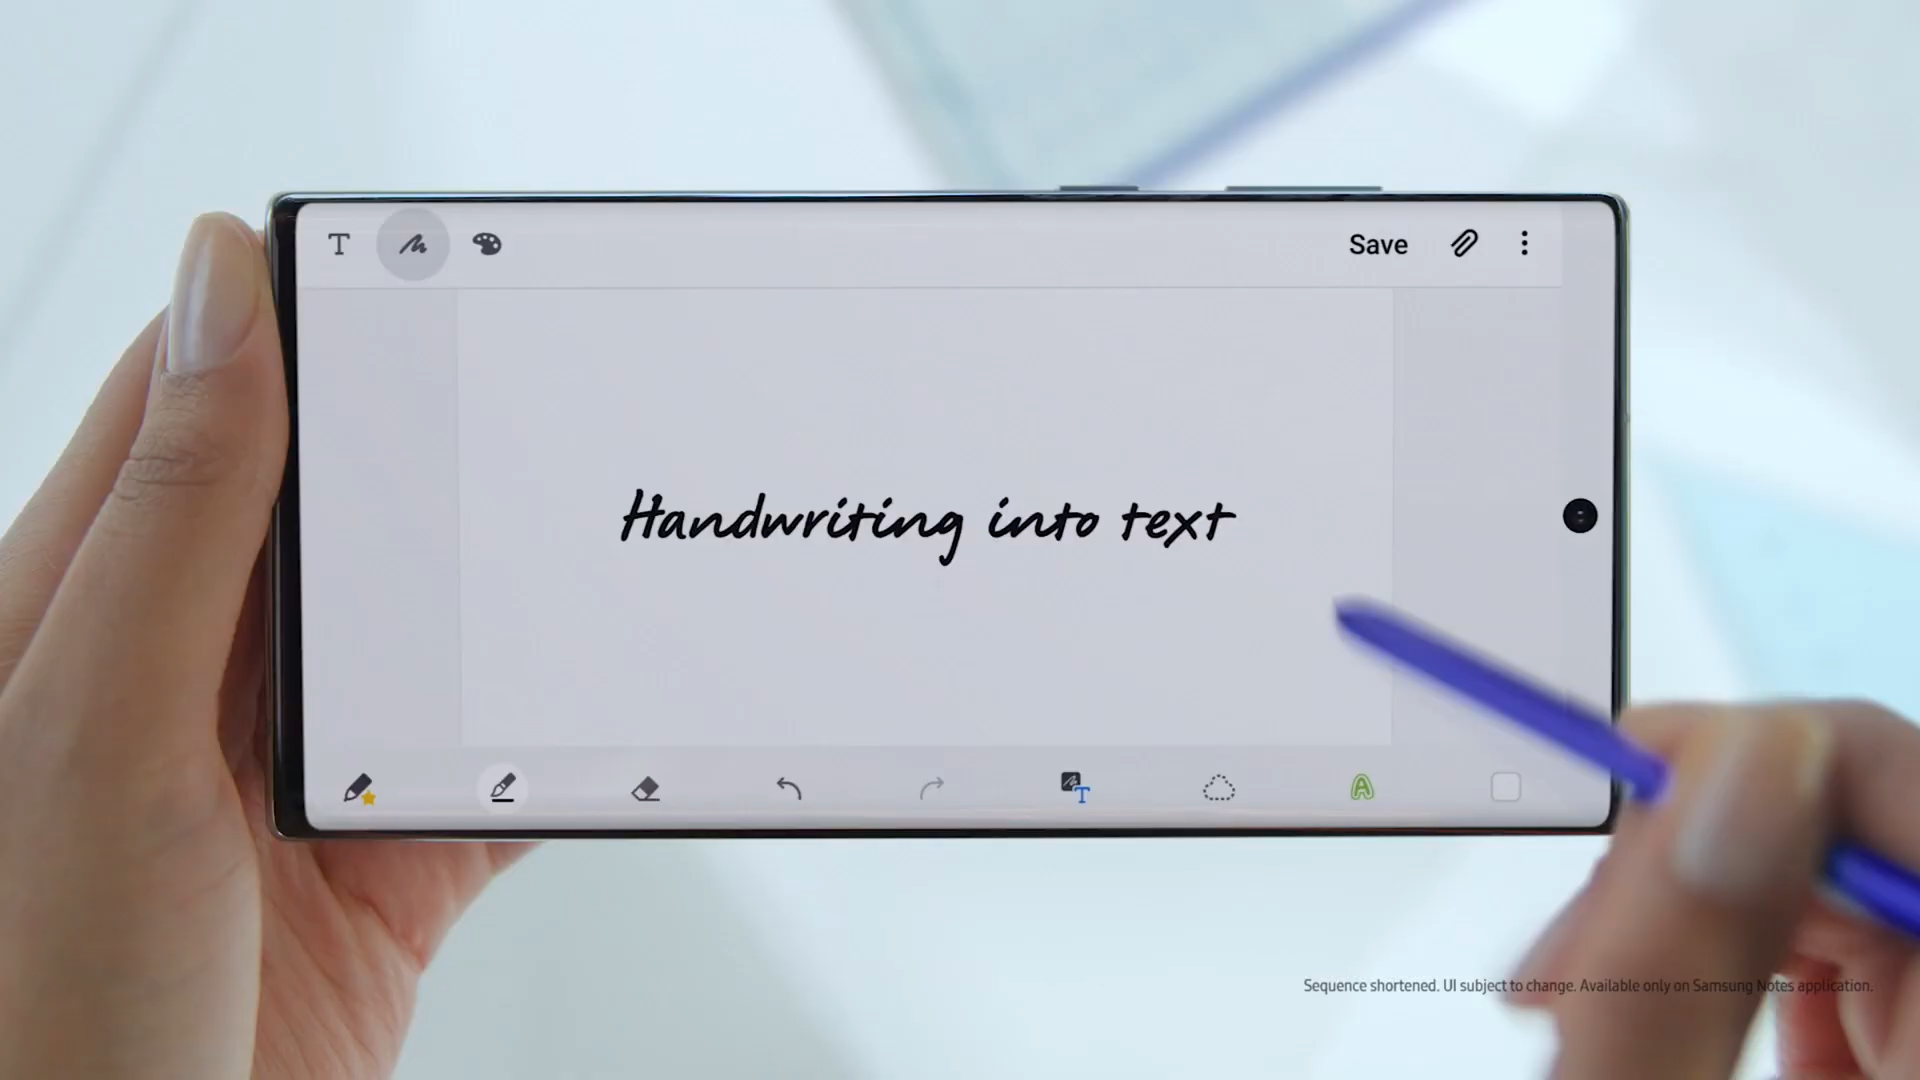 T
Save
Handwriting into text
T
A
Sequence shortened. UI subject to change. Available only on Samsung Notes application.